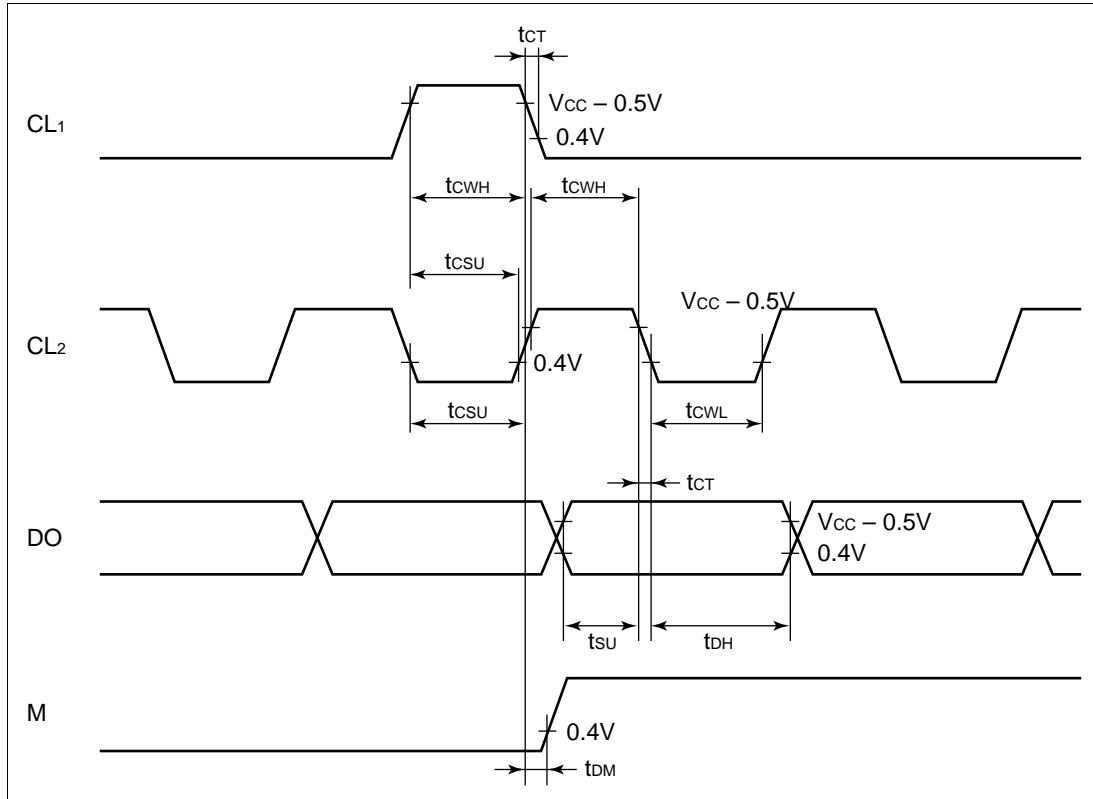 tCT
CL1
VCC – 0.5V
0.4V
tCWH
tCWH
tCSU
VCC – 0.5V
CL2
0.4V
tCSU
tCWL
tCT
DO
VCC – 0.5V
0.4V
tSU
tDH
M
0.4V
tDM